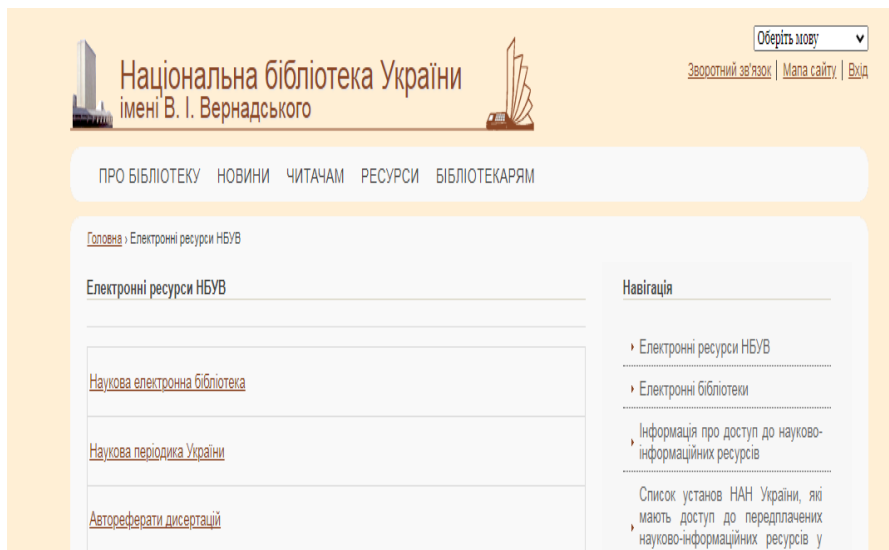 Оберіть мову
Зворотний зв'язок | Мапа сайту | Вхід
Національна бібліотека України
імені В. І. Вернадського
ПРО БІБЛІОТЕКУ НОВИНИ ЧИТАЧАМ РЕСУРСИ БІБЛІОТЕКАРЯМ
Головна › Електронні ресурси НБУВ
Електронні ресурси НБУВ
Наукова електронна бібліотека
Наукова періодика України
Автореферати дисертацій
Навігація
Електронні ресурси НБУВ
Електронні бібліотеки
Інформація про доступ до науково-
інформаційних ресурсів
Список установ НАН України, які
мають доступ до передплачених
науково-інформаційних ресурсів у